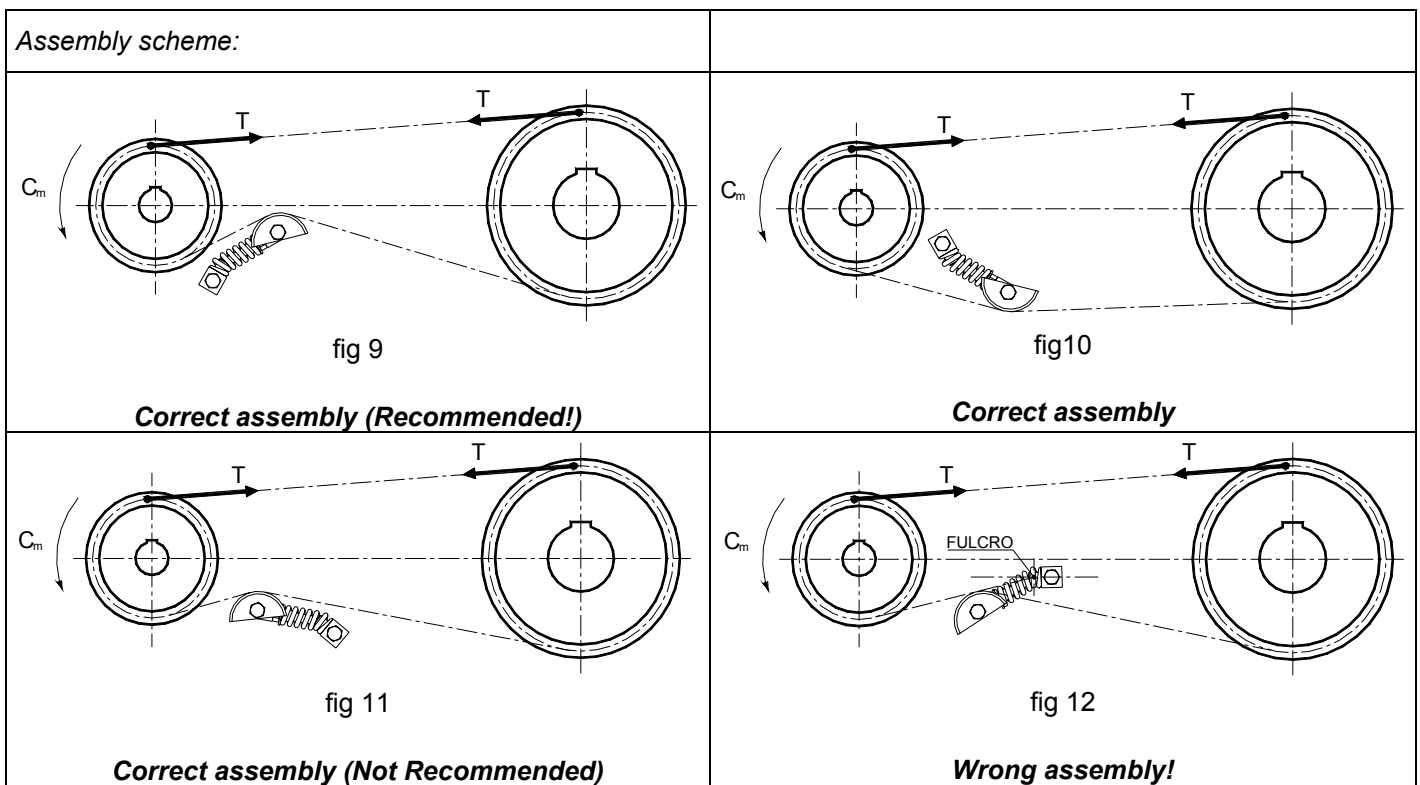 Assembly scheme:
T
T
Cm
fig 9
Correct assembly (Recommended!)
T
T
Cm
fig10
Correct assembly
T
T
Cm
fig 11
Correct assembly (Not Recommended)
T
T
Cm
FULCRO
fig 12
Wrong assembly!